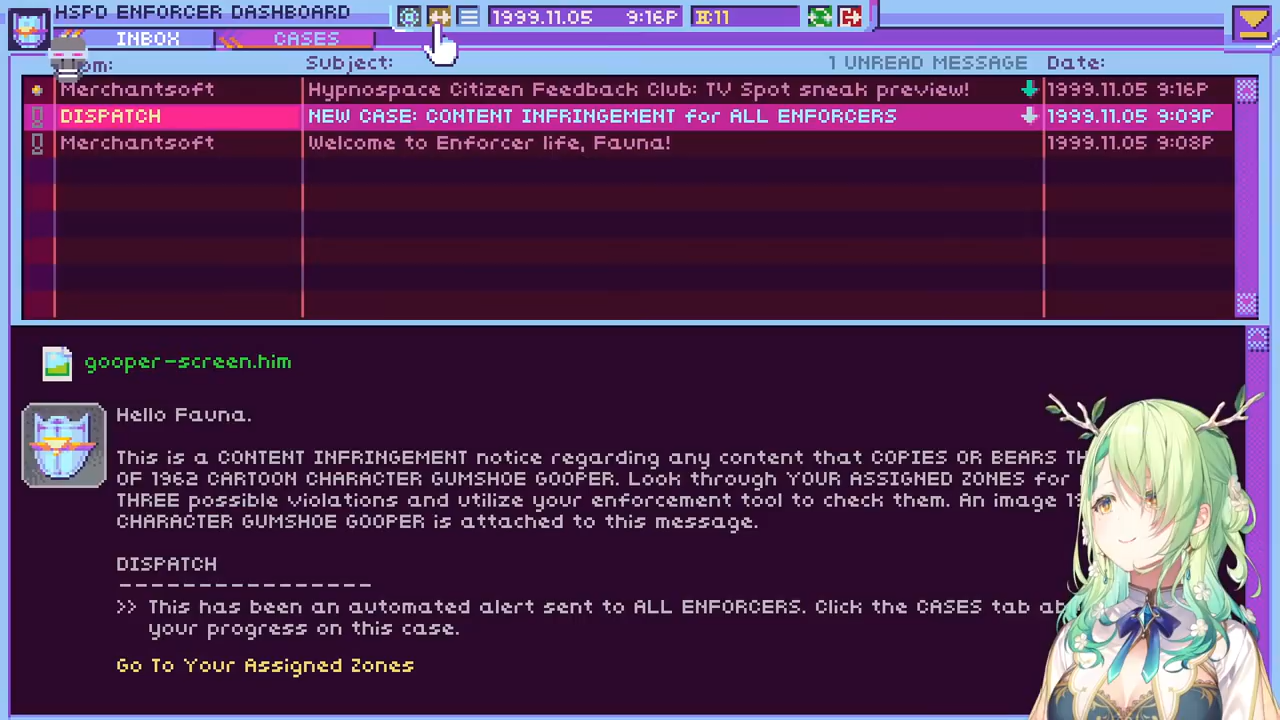 HSPD ENFORCER DASHBOARD
1999.11.05 9:16P
:11
INBOX
CASES
om:
Subject:
1 UNREAD MESSAGE
Date:
Merchantsoft
Hypnospace Citizen Feedback Club: TV Spot sneak preview!
1999.11.05 9:16P
DISPATCH
NEW CASE: CONTENT INFRINGEMENT for ALL ENFORCERS
1999.11.05 9:09P
Merchantsoft
Welcome to Enforcer life, Fauna!
1999.11.05 9:08P
gooper-screen.him
Hello Fauna.
This is a CONTENT INFRINGEMENT notice regarding any content that COPIES OR BEARS TH
OF 1962 CARTOON CHARACTER GUMSHOE GOOPER. Look through YOUR ASSIGNED ZONES for
THREE possible violations and utilize your enforcement tool to check them. An image 1
CHARACTER GUMSHOE GOOPER is attached to this message.
DISPATCH
----------------
>> This has been an automated alert sent to ALL ENFORCERS. Click the CASES tab ab
your progress on this case.
Go To Your Assigned Zones